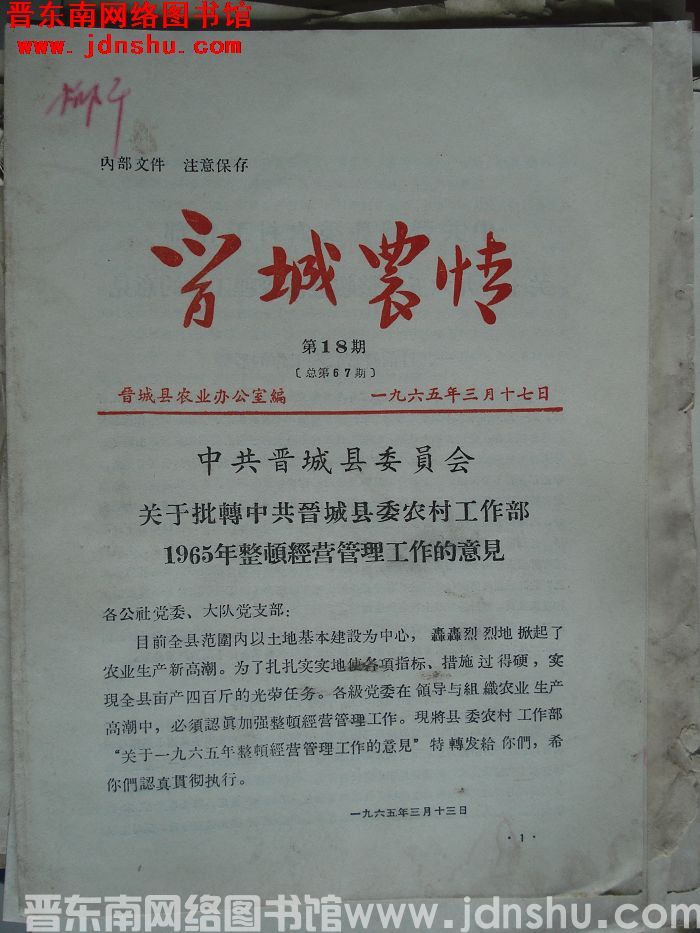 晋东南网络图书馆
www.jdnshu.com
內部文件 注意保存
晉城農情
第18期
〔总第67期〕
晉城县农业办公室編 一九六五年三月十七日
中共晉城县委員会
关于批轉中共晉城县委农村工作部
1965年整頓經营管理工作的意見
各公社党委、大队党支部：
目前全县范圍內以土地基本建設为中心，轟轟烈烈地掀起了
农业生产新高潮。为了扎扎实实地使各項指标、措施过得硬，实
現全县亩产四百斤的光荣任务。各級党委在領导与組織农业生产
高潮中，必須認眞加强整頓經营管理工作。現將县委农村工作部
“关于一九六五年整頓經营管理工作的意見”特轉发給你們，希
你們認真貫彻执行。
一九六五年三月十三日
·1·
晋东南网络图书馆www.jdnshu.com